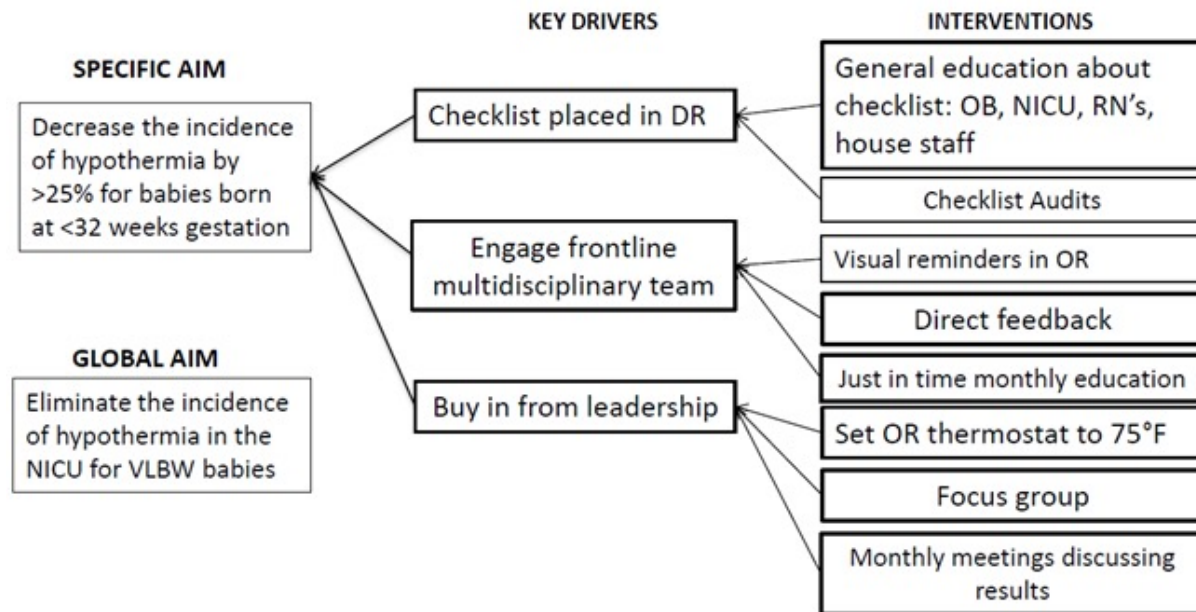 SPECIFIC AIM
Decrease the incidence
of hypothermia by
>25% for babies born
at <32 weeks gestation
GLOBAL AIM
Eliminate the incidence
of hypothermia in the
NICU for VLBW babies
KEY DRIVERS
Checklist placed in DR
Engage frontline
multidisciplinary team
Buy in from leadership
INTERVENTIONS
General education about
checklist: OB, NICU, RN's,
house staff
Checklist Audits
Visual reminders in OR
Direct feedback
Just in time monthly education
Set OR thermostat to 75°F
Focus group
Monthly meetings discussing
results